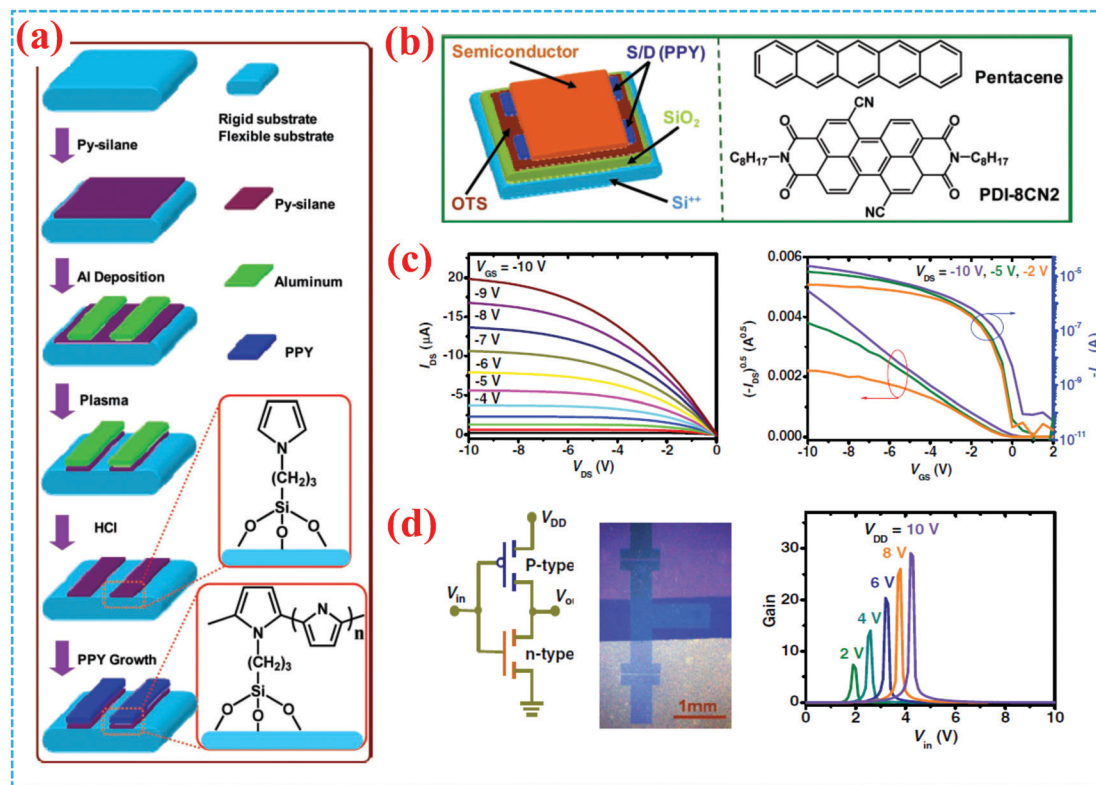 (a)
Rigid substrate
Flexible substrate
Py-silane
Py-silane
Al Deposition
Aluminum
PPY
Plasma
N
(CH2)3
Si
O O O
HCl
N
N
n
(CH2)3
Si
O O O
PPY Growth
(b)
Semiconductor
S/D (PPY)
SiO2
OTS
Si++
Pentacene
CN
O O
C8H17 N N C8H17
O O
NC
PDI-8CN2
(c)
VGS = -10 V
-9 V
-8 V
-7 V
-6 V
-5 V
-4 V
20
-15
-10
-5
0
IDS (μA)
-10 -8 -6 -4 -2 0
VDS (V)
VDS = -10 V, -5 V, -2 V
0.006
0.004
0.002
0.000
(-IDS)0.5 (A0.5)
10-5
10-7
10-9
10-11
-10 -8 -6 -4 -2 0 2
VGS (V)
(d)
VDD
P-type
Vin
n-type
1mm
VDD = 10 V
8 V
6 V
4 V
2 V
30
20
10
0
Gain
0 2 4 6 8 10
Vin (V)